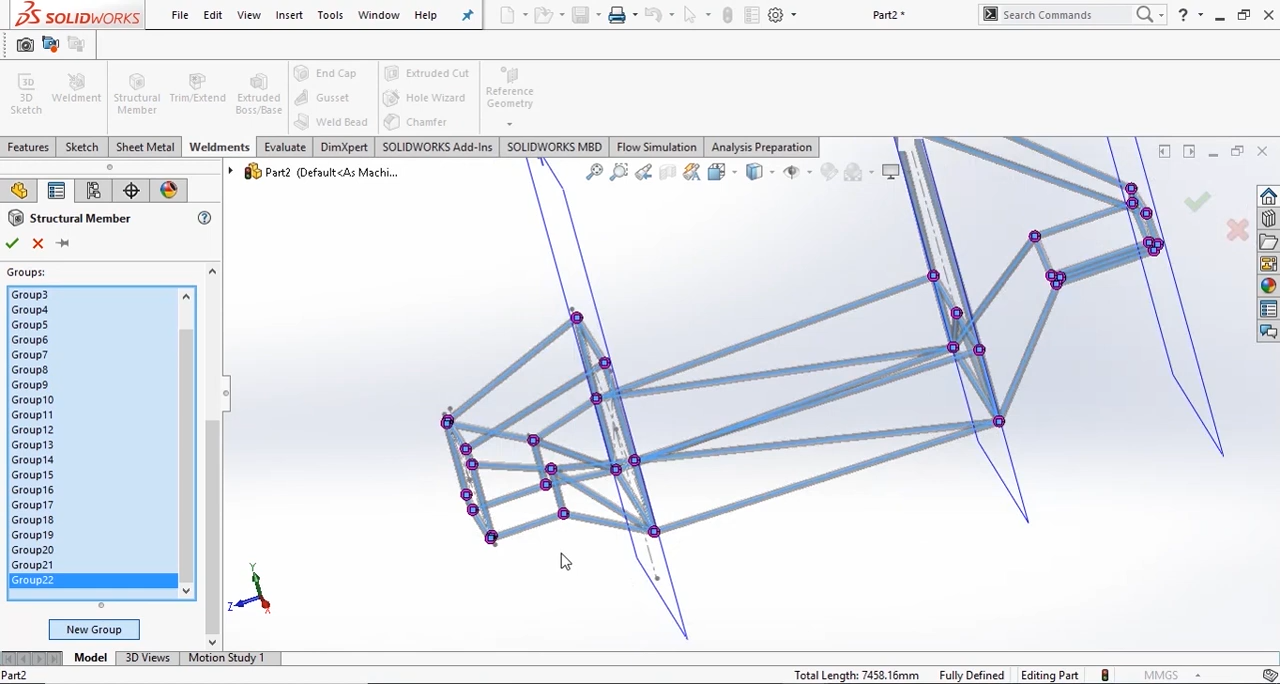 SOLIDWORKS File Edit View Insert Tools Window Help Part2 * Search Commands ?
3D Sketch Weldment Structural Member Trim/Extend Extruded Boss/Base End Cap Gusset Weld Bead Extruded Cut Hole Wizard Chamfer Reference Geometry
Features Sketch Sheet Metal Weldments Evaluate DimXpert SOLIDWORKS Add-Ins SOLIDWORKS MBD Flow Simulation Analysis Preparation
Part2 (Default<As Machi...
Structural Member ?
Groups:
Group3
Group4
Group5
Group6
Group7
Group8
Group9
Group10
Group11
Group12
Group13
Group14
Group15
Group16
Group17
Group18
Group19
Group20
Group21
Group22
New Group
Y
Z X
Model 3D Views Motion Study 1
Part2 Total Length: 7458.16mm Fully Defined Editing Part MMGS